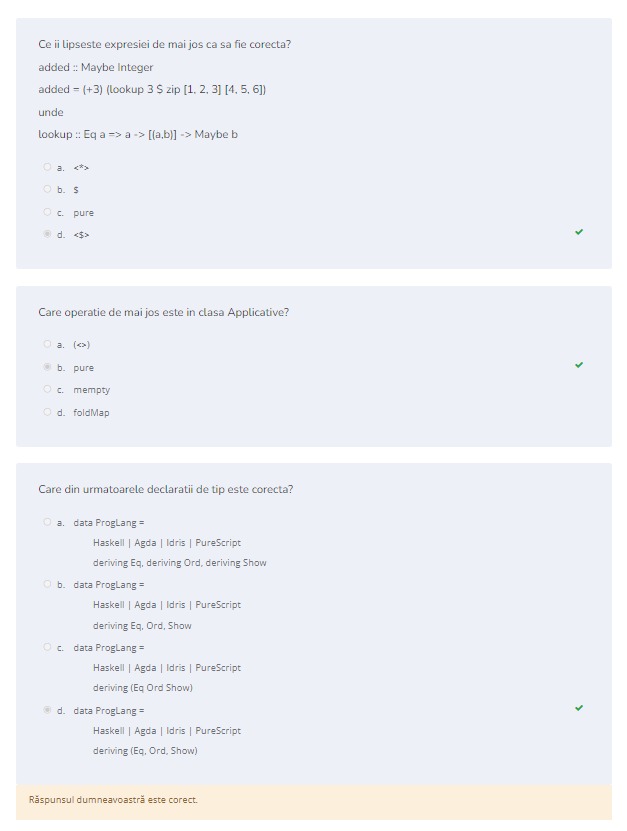 Ce ii lipseste expresiei de mai jos ca sa fie corecta?
added :: Maybe Integer
added = (+3) (lookup 3 $ zip [1, 2, 3] [4, 5, 6])
unde
lookup :: Eq a => a -> [(a,b)] -> Maybe b
a. <*>
b. $
c. pure
d. <$>
Care operatie de mai jos este in clasa Applicative?
a. (<>)
b. pure
c. mempty
d. foldMap
Care din urmatoarele declaratii de tip este corecta?
a. data ProgLang =
Haskell | Agda | Idris | PureScript
deriving Eq, deriving Ord, deriving Show
b. data ProgLang =
Haskell | Agda | Idris | PureScript
deriving Eq, Ord, Show
c. data ProgLang =
Haskell | Agda | Idris | PureScript
deriving (Eq Ord Show)
d. data ProgLang =
Haskell | Agda | Idris | PureScript
deriving (Eq, Ord, Show)
Răspunsul dumneavoastră este corect.